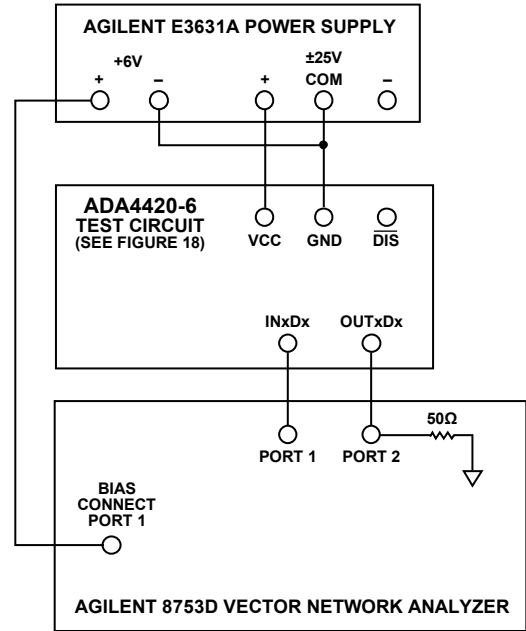 AGILENT E3631A POWER SUPPLY
+6V
±25V
+ – + COM –
ADA4420-6
TEST CIRCUIT
(SEE FIGURE 18)
VCC GND DIS
INxDx OUTxDx
50Ω
PORT 1 PORT 2
BIAS
CONNECT
PORT 1
AGILENT 8753D VECTOR NETWORK ANALYZER